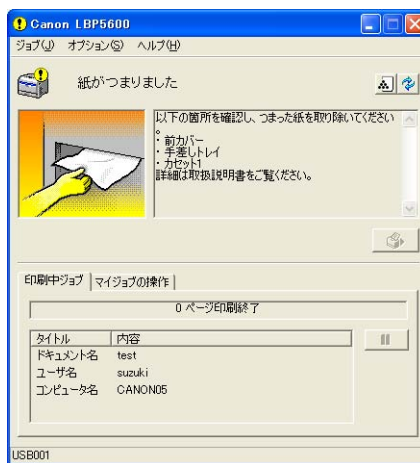 Canon LBP5600
ジョブ(J) オプション(S) ヘルプ(H)
紙がつまりました
以下の箇所を確認し、つまった紙を取り除いてください
。
・前カバー
・手差しトレイ
・カセット1
詳細は取扱説明書をご覧ください。
印刷中ジョブ マイジョブの操作
0 ページ印刷終了
タイトル 内容
ドキュメント名 test
ユーザ名 suzuki
コンピュータ名 CANON05
USB001